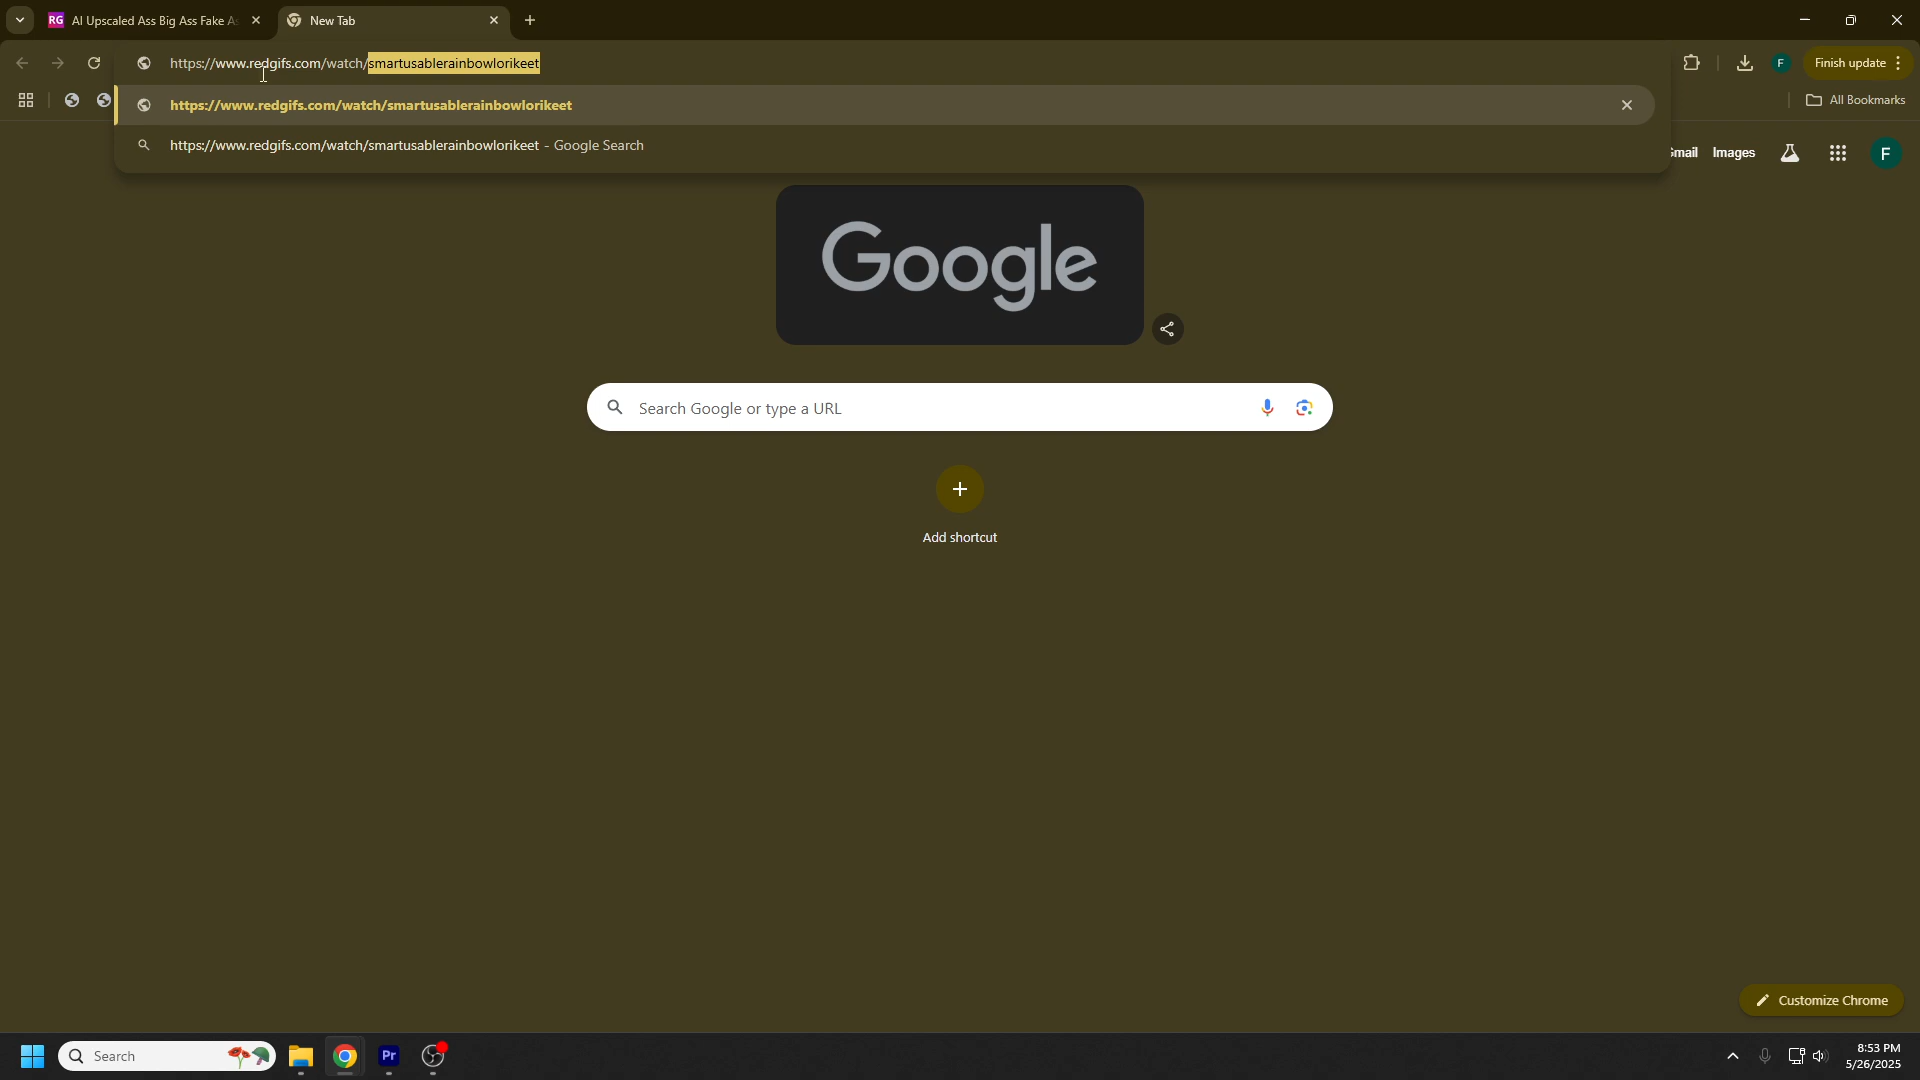 RG AI Upscaled Ass Big Ass Fake A
New Tab
https://www.redgifs.com/watch/smartusablerainbowlorikeet
Finish update
https://www.redgifs.com/watch/smartusablerainbowlorikeet
All Bookmarks
https://www.redgifs.com/watch/smartusablerainbowlorikeet - Google Search
Gmail Images F
Google
Search Google or type a URL
Add shortcut
Customize Chrome
Search
Pr
8:53 PM
5/26/2025